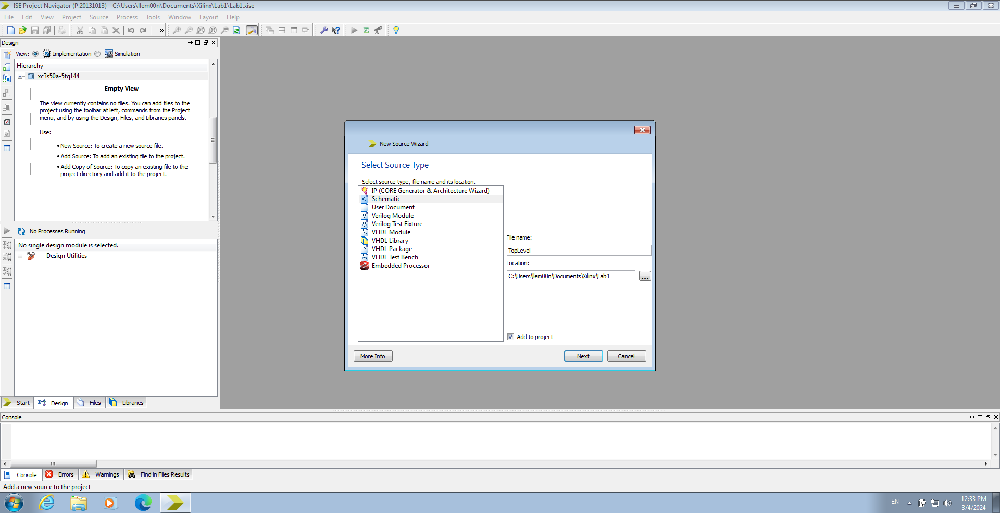 ISE Project Navigator (P.20131013) - C:\Users\llem00n\Documents\Xilinx\Lab1\Lab1.xise
File Edit View Project Source Process Tools Window Layout Help
»
Design
View: Implementation Simulation
Hierarchy
xc3s50a-5tq144
Empty View
The view currently contains no files. You can add files to the
project using the toolbar at left, commands from the Project
menu, and by using the Design, Files, and Libraries panels.
Use:
• New Source: To create a new source file.
• Add Source: To add an existing file to the project.
• Add Copy of Source: To copy an existing file to the
project directory and add it to the project.
No Processes Running
No single design module is selected.
Design Utilities
Start Design Files Libraries
New Source Wizard
Select Source Type
Select source type, file name and its location.
IP (CORE Generator & Architecture Wizard)
Schematic
User Document
Verilog Module
Verilog Test Fixture
VHDL Module
VHDL Library
VHDL Package
VHDL Test Bench
Embedded Processor
File name:
TopLevel
Location:
C:\Users\llem00n\Documents\Xilinx\Lab1
...
Add to project
More Info Next Cancel
Console
Console Errors Warnings Find in Files Results
Add a new source to the project
EN
12:33 PM
3/4/2024